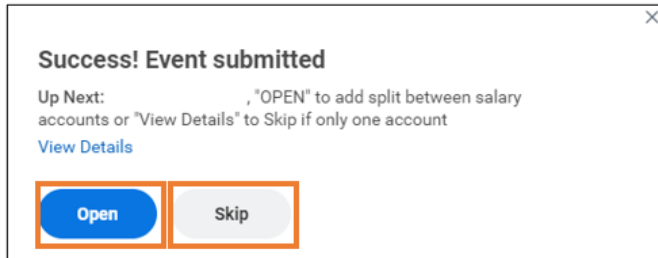 Success! Event submitted
Up Next: , "OPEN" to add split between salary
accounts or "View Details" to Skip if only one account
View Details
Open Skip